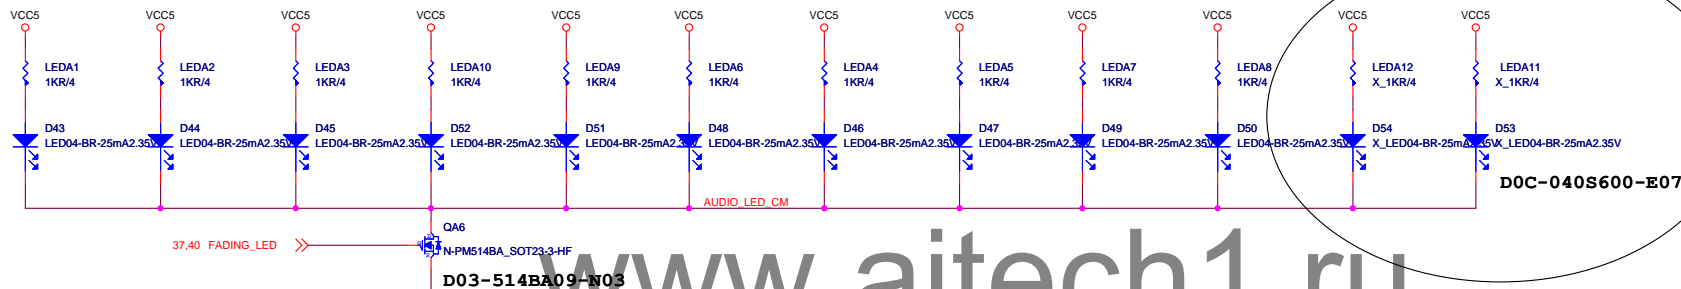 VCC5 VCC5 VCC5 VCC5 VCC5 VCC5 VCC5 VCC5 VCC5 VCC5 VCC5 VCC5
LEDA1 LEDA2 LEDA3 LEDA10 LEDA9 LEDA6 LEDA4 LEDA5 LEDA7 LEDA8 LEDA12 LEDA11
1KR/4 1KR/4 1KR/4 1KR/4 1KR/4 1KR/4 1KR/4 1KR/4 1KR/4 1KR/4 X_1KR/4 X_1KR/4
D43 D44 D45 D52 D51 D48 D46 D47 D49 D50 D54 D53
LED04-BR-25mA2.35V LED04-BR-25mA2.35V LED04-BR-25mA2.35V LED04-BR-25mA2.35V LED04-BR-25mA2.35V LED04-BR-25mA2.35V LED04-BR-25mA2.35V LED04-BR-25mA2.35V LED04-BR-25mA2.35V LED04-BR-25mA2.35V X_LED04-BR-25mA2.35V X_LED04-BR-25mA2.35V
D0C-040S600-E07
AUDIO_LED_CM
QA6
37,40 FADING_LED
N-PM514BA_SOT23-3-HF
D03-514BA09-N03
www.aitech1.ru